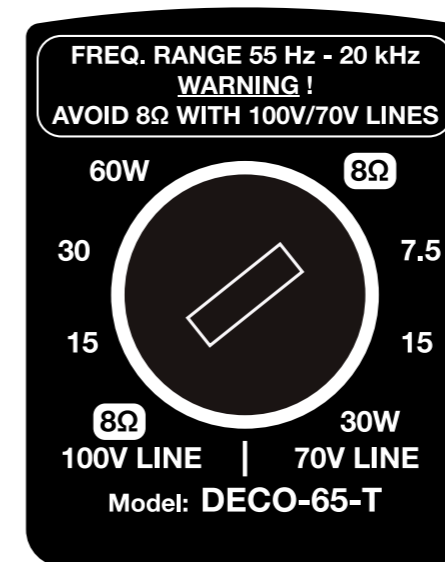 FREQ. RANGE 55 Hz - 20 kHz
WARNING !
AVOID 8Ω WITH 100V/70V LINES
60W 8Ω
30 7.5
15 15
8Ω 30W
100V LINE | 70V LINE
Model: DECO-65-T